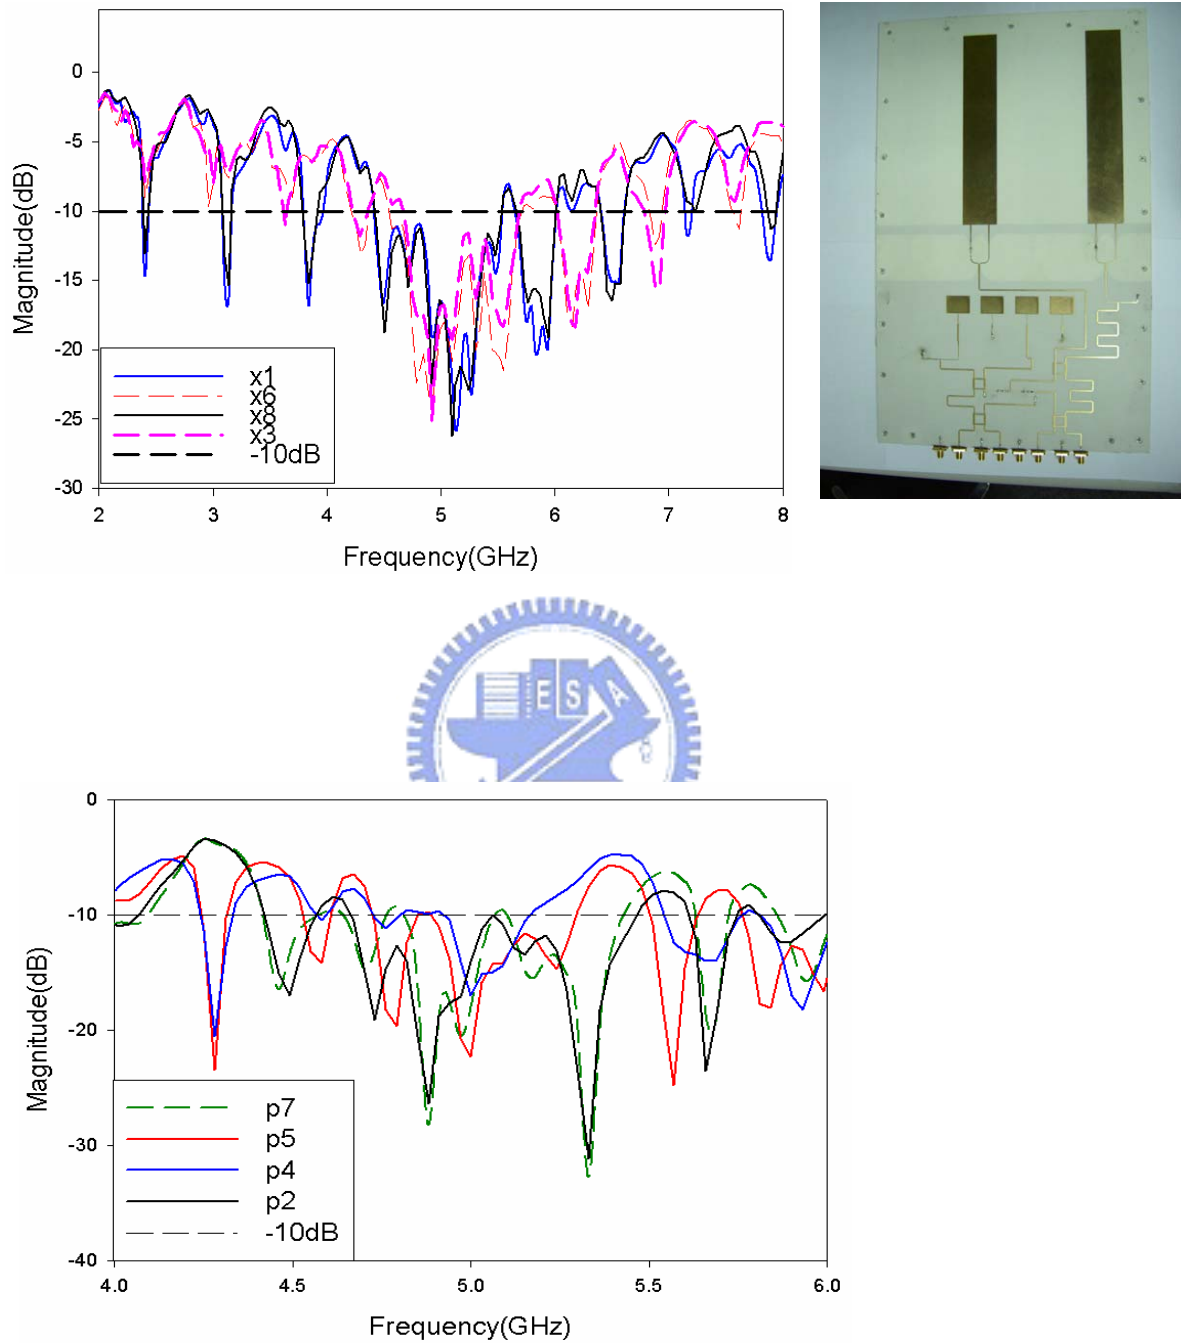 0
-5
-10
-15
-20
-25
-30
Magnitude(dB)
x1
x6
x8
x3
-10dB
2 3 4 5 6 7 8
Frequency(GHz)
E S A
0
-10
-20
-30
-40
Magnitude(dB)
p7
p5
p4
p2
-10dB
4.0 4.5 5.0 5.5 6.0
Frequency(GHz)